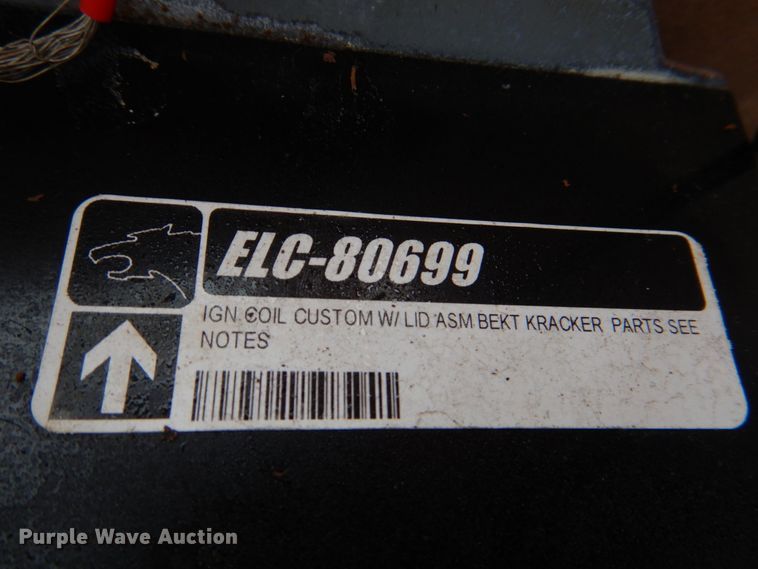 ELC-80699
IGN COIL CUSTOM W/ LID ASM BEKT KRACKER PARTS SEE
NOTES
Purple Wave Auction